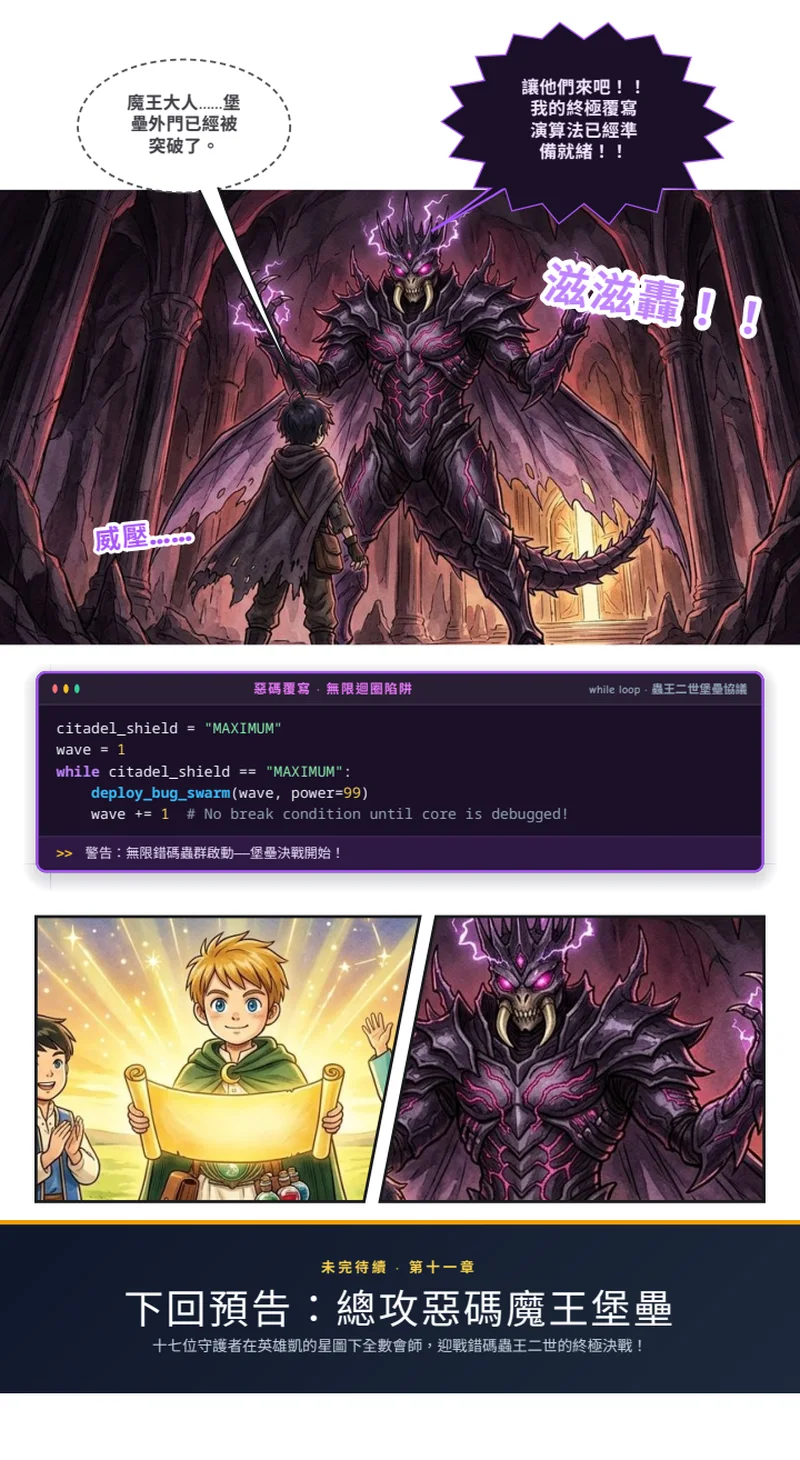 魔王大人……堡
壘外門已經被
突破了。
讓他們來吧！！
我的終極覆寫
演算法已經準
備就緒！！
滋滋轟！！
威壓……
惡碼覆寫 · 無限迴圈陷阱
while loop · 蟲王二世堡壘協議
citadel_shield = "MAXIMUM"
wave = 1
while citadel_shield == "MAXIMUM":
    deploy_bug_swarm(wave, power=99)
    wave += 1  # No break condition until core is debugged!
>> 警告：無限錯碼蟲群啟動——堡壘決戰開始！
未完待續 · 第十一章
下回預告：總攻惡碼魔王堡壘
十七位守護者在英雄凱的星圖下全數會師，迎戰錯碼蟲王二世的終極決戰！